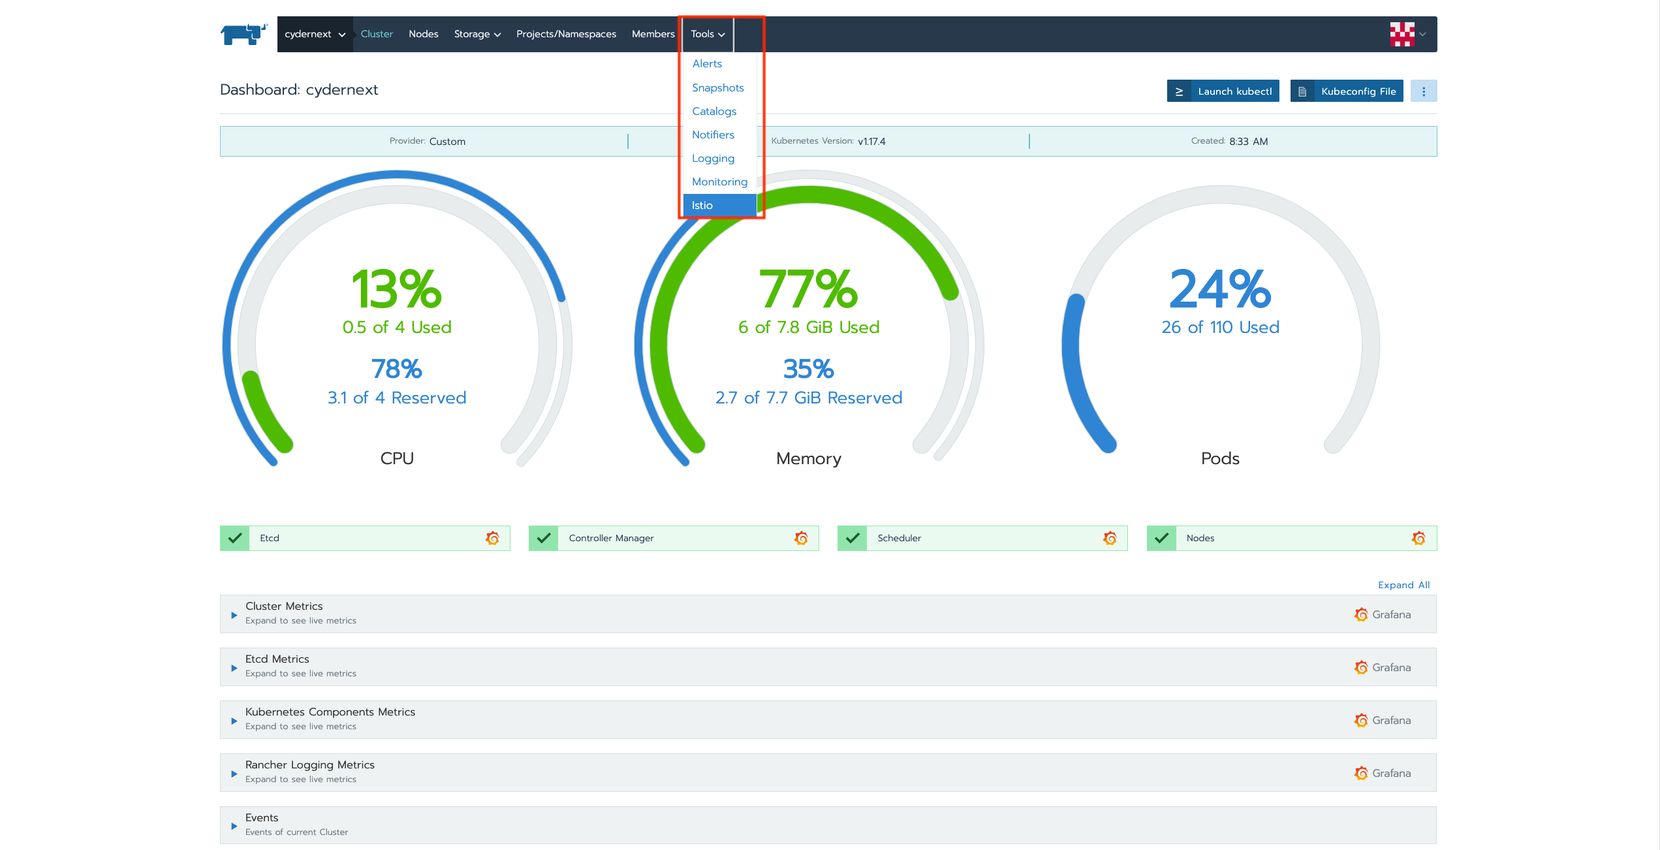 cydernext Cluster Nodes Storage Projects/Namespaces Members Tools
Alerts
Snapshots
Catalogs
Notifiers
Logging
Monitoring
Istio
Dashboard: cydernext
Launch kubectl Kubeconfig File
Provider: Custom Kubernetes Version: v1.17.4 Created: 8:33 AM
13%
0.5 of 4 Used
78%
3.1 of 4 Reserved
CPU
77%
6 of 7.8 GiB Used
35%
2.7 of 7.7 GiB Reserved
Memory
24%
26 of 110 Used
Pods
Etcd Controller Manager Scheduler Nodes
Expand All
Cluster Metrics
Expand to see live metrics
Grafana
Etcd Metrics
Expand to see live metrics
Grafana
Kubernetes Components Metrics
Expand to see live metrics
Grafana
Rancher Logging Metrics
Expand to see live metrics
Grafana
Events
Events of current Cluster